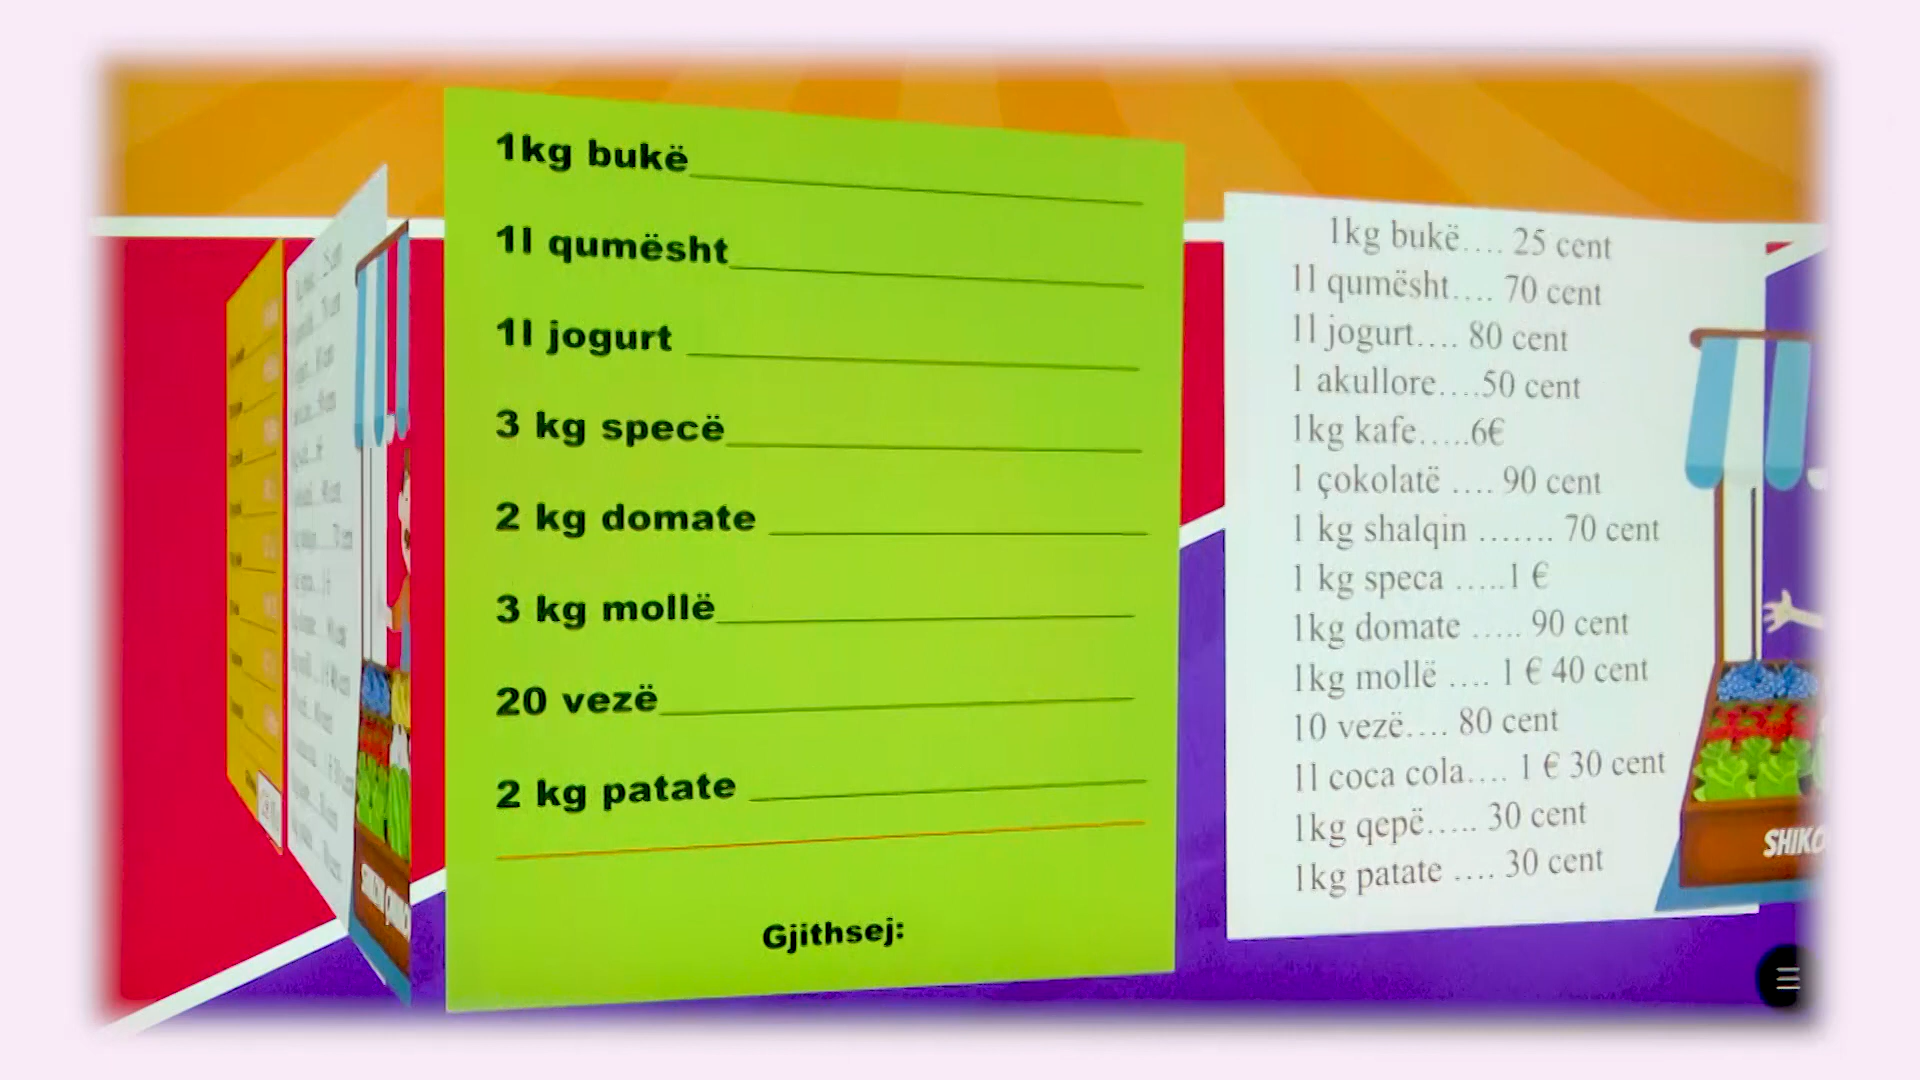 1kg bukë
1l qumësht
1l jogurt
3 kg specë
2 kg domate
3 kg mollë
20 vezë
2 kg patate
Gjithsej:
1kg bukë.... 25 cent
1l qumësht.... 70 cent
1l jogurt.... 80 cent
1 akullore....50 cent
1kg kafe.....6€
1 çokolatë .... 90 cent
1 kg shalqin ....... 70 cent
1 kg speca .....1 €
1kg domate ..... 90 cent
1kg mollë .... 1 € 40 cent
10 vezë.... 80 cent
1l coca cola.... 1 € 30 cent
1kg qepë..... 30 cent
1kg patate .... 30 cent